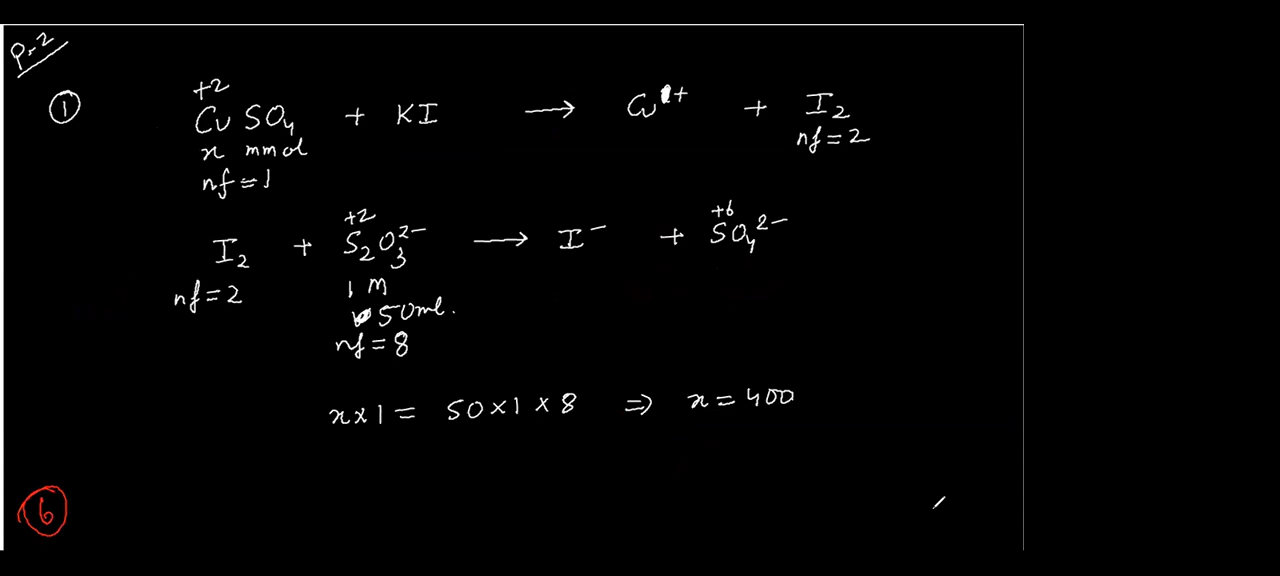 P-2
①
+2
CuSO4 + KI → Cu1+ + I2
x mmol nf=2
nf=1
+2 +6
I2 + S2O3 2− → I− + SO4 2−
nf=2 1 M
50ml.
nf=8
x×1= 50×1×8 ⇒ x=400
6